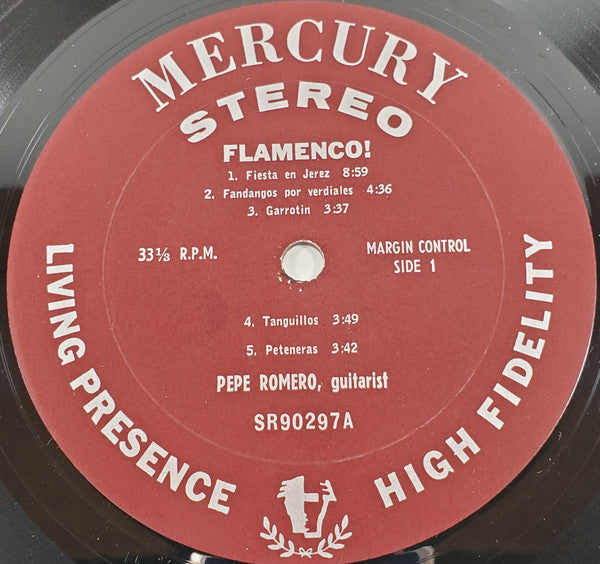 MERCURY
STEREO
FLAMENCO!
1. Fiesta en Jerez 8:59
2. Fandangos por verdiales 4:36
3. Garrotin 3:37
33⅓ R.P.M.
MARGIN CONTROL
SIDE 1
4. Tanguillos 3:49
5. Peteneras 3:42
PEPE ROMERO, guitarist
SR90297A
LIVING PRESENCE
HIGH FIDELITY